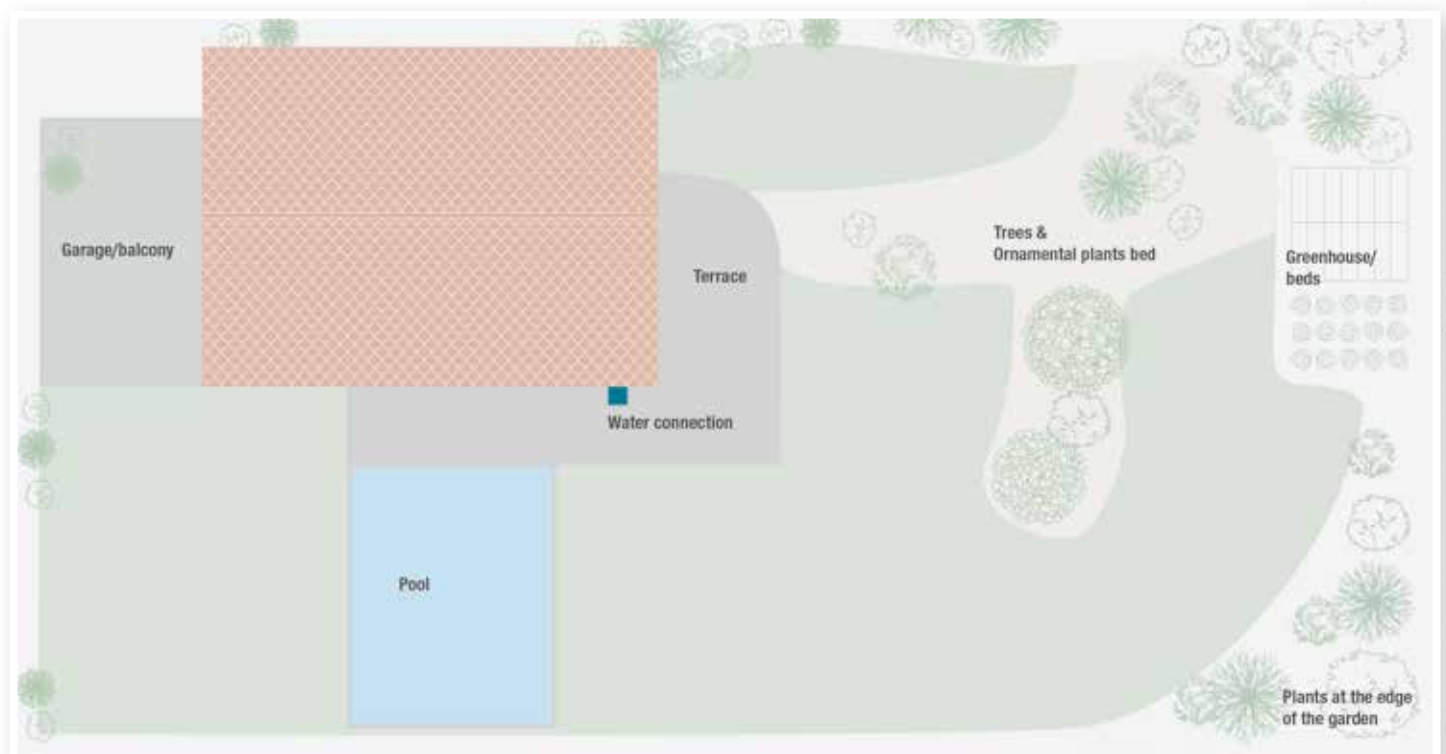 Garage/balcony
Terrace
Trees &
Ornamental plants bed
Greenhouse/
beds
Water connection
Pool
Plants at the edge
of the garden